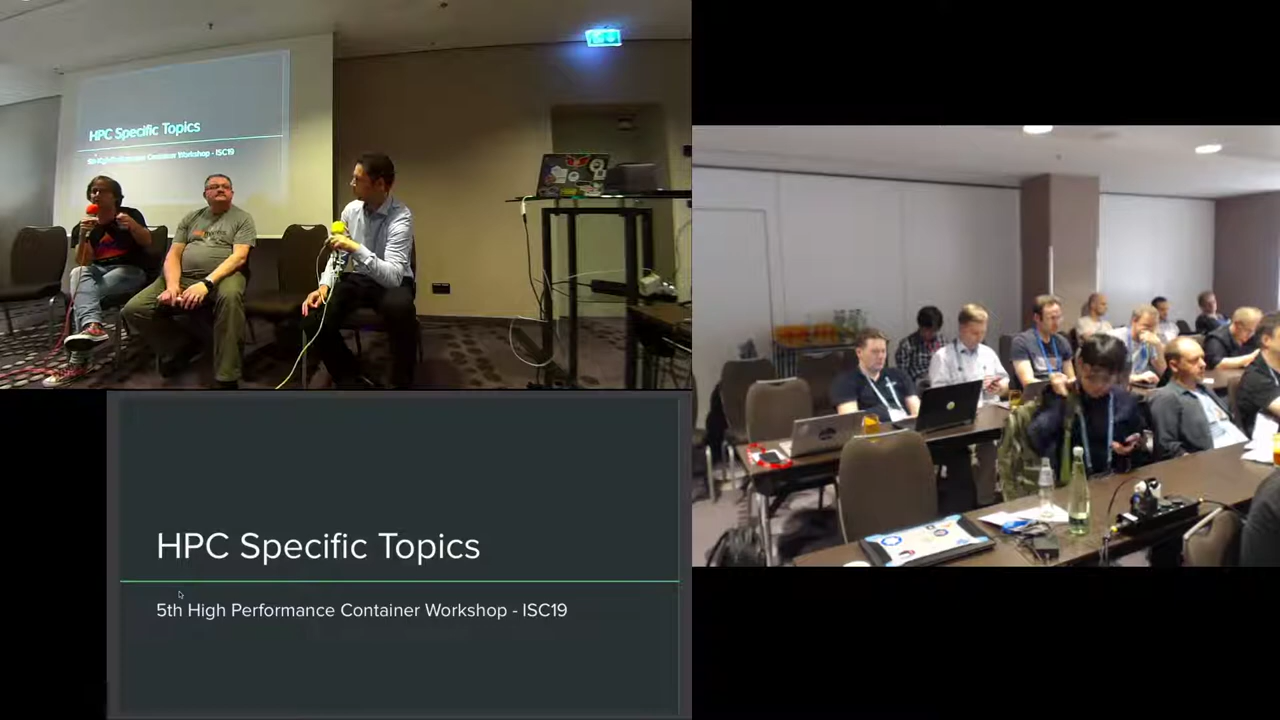 HPC Specific Topics
5th High Performance Container Workshop - ISC19
HPC Specific Topics
5th High Performance Container Workshop - ISC19